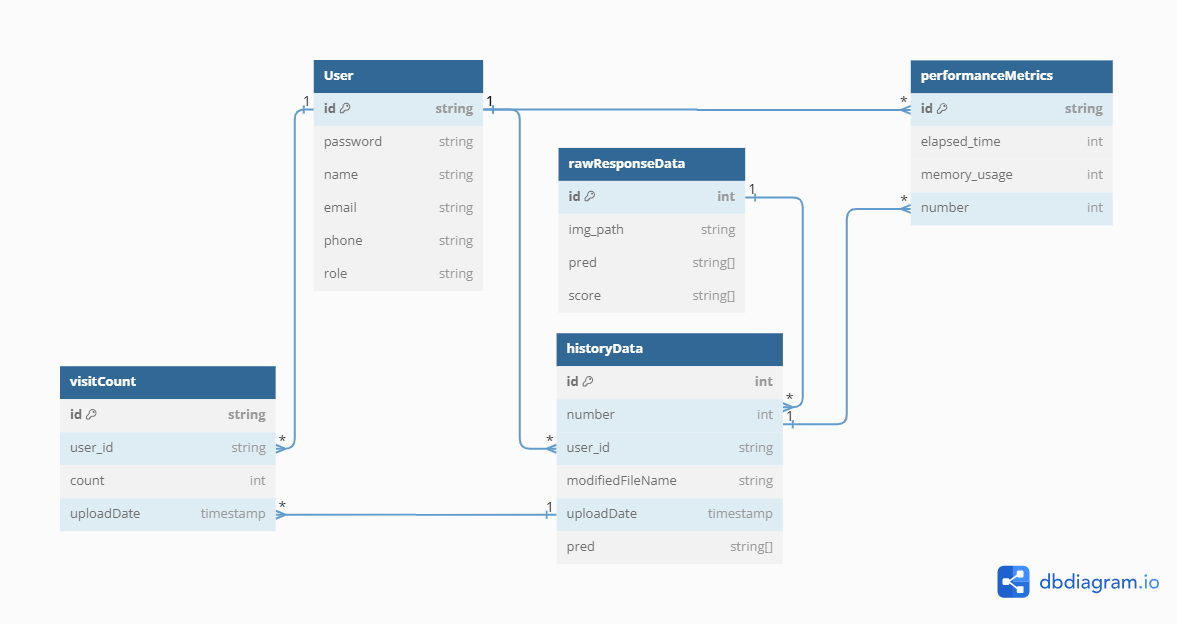 User
1 id string 1
password string
name string
email string
phone string
role string
performanceMetrics
* id string
elapsed_time int
memory_usage int
* number int
rawResponseData
id int 1
img_path string
pred string[]
score string[]
historyData
id int
number int *
1
* user_id string
modifiedFileName string
1 uploadDate timestamp
pred string[]
visitCount
id string
user_id string *
count int
uploadDate timestamp *
dbdiagram.io